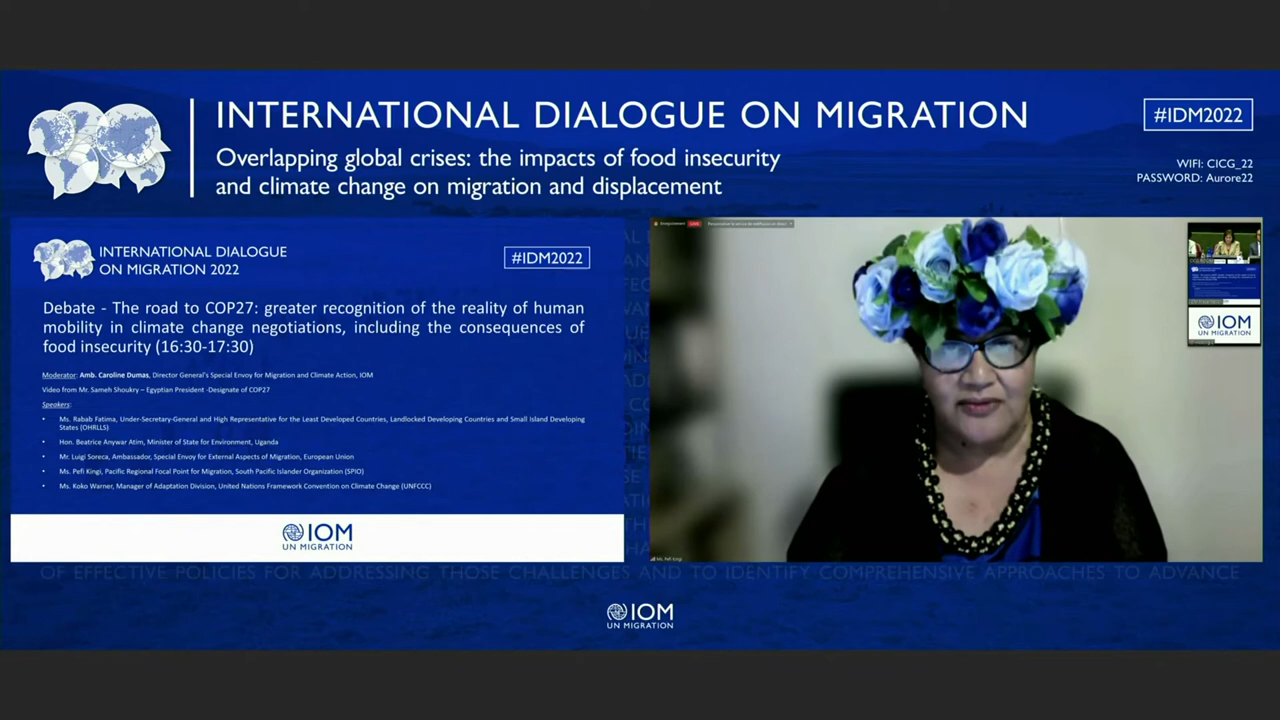 INTERNATIONAL DIALOGUE ON MIGRATION
Overlapping global crises: the impacts of food insecurity
and climate change on migration and displacement
#IDM2022
WIFI: CICG_22
PASSWORD: Aurore22
INTERNATIONAL DIALOGUE
ON MIGRATION 2022
#IDM2022
Debate - The road to COP27: greater recognition of the reality of human
mobility in climate change negotiations, including the consequences of
food insecurity (16:30-17:30)
Moderator: Amb. Caroline Dumas, Director General's Special Envoy for Migration and Climate Action, IOM
Video from Mr. Sameh Shoukry – Egyptian President -Designate of COP27
Speakers:
• Ms. Rabab Fatima, Under-Secretary-General and High Representative for the Least Developed Countries, Landlocked Developing Countries and Small Island Developing
States (OHRLLS)
• Hon. Beatrice Anywar Atim, Minister of State for Environment, Uganda
• Mr. Luigi Soreca, Ambassador, Special Envoy for External Aspects of Migration, European Union
• Ms. Pefi Kingi, Pacific Regional Focal Point for Migration, South Pacific Islander Organization (SPIO)
• Ms. Koko Warner, Manager of Adaptation Division, United Nations Framework Convention on Climate Change (UNFCCC)
IOM
UN MIGRATION
LIVE
IOM
UN MIGRATION
Ms. Pefi Kingi
OF EFFECTIVE POLICIES FOR ADDRESSING THOSE CHALLENGES AND TO IDENTIFY COMPREHENSIVE APPROACHES TO ADVANCE
IOM
UN MIGRATION